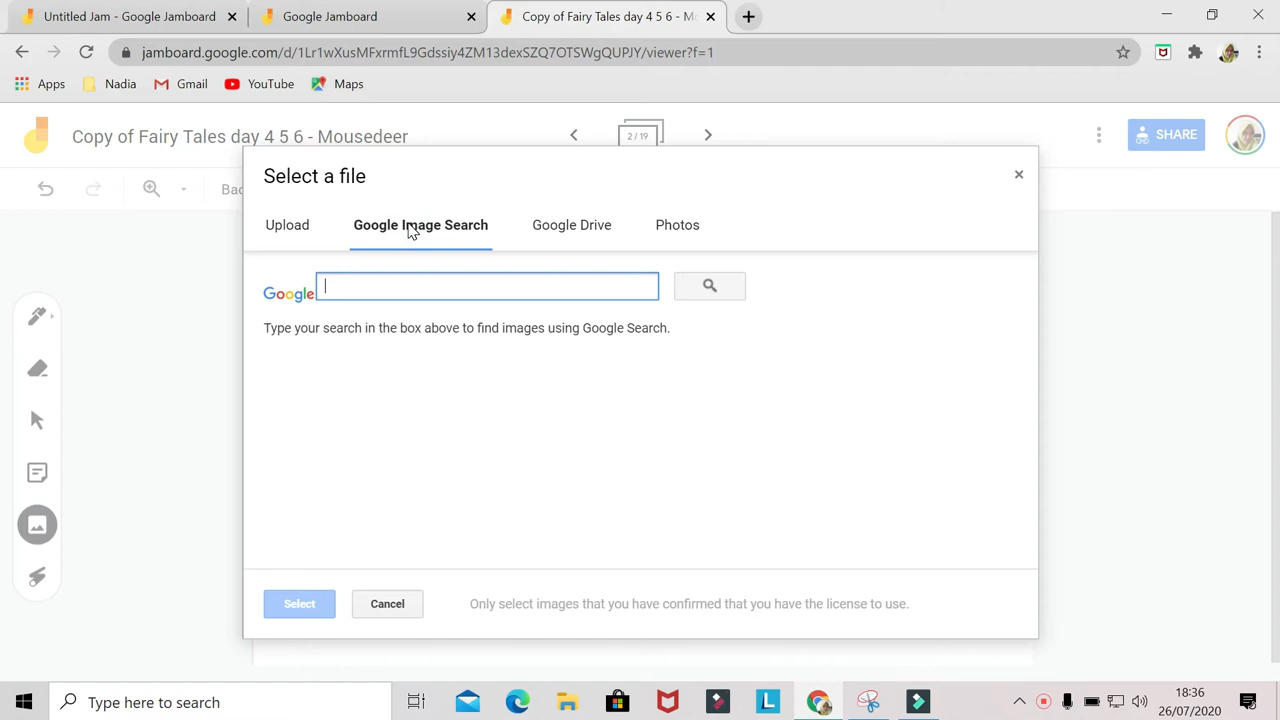 Untitled Jam - Google Jamboard
Google Jamboard
Copy of Fairy Tales day 4 5 6 - Mo
jamboard.google.com/d/1Lr1wXusMFxrmfL9Gdssiv4ZM13dexSZQ7OTSWgQUPJY/viewer?f=1
Apps
Nadia
Gmail
YouTube
Maps
Copy of Fairy Tales day 4 5 6 - Mousedeer
2 / 19
SHARE
Select a file
Upload
Google Image Search
Google Drive
Photos
Google
Type your search in the box above to find images using Google Search.
Select
Cancel
Only select images that you have confirmed that you have the license to use.
Type here to search
18:36
26/07/2020